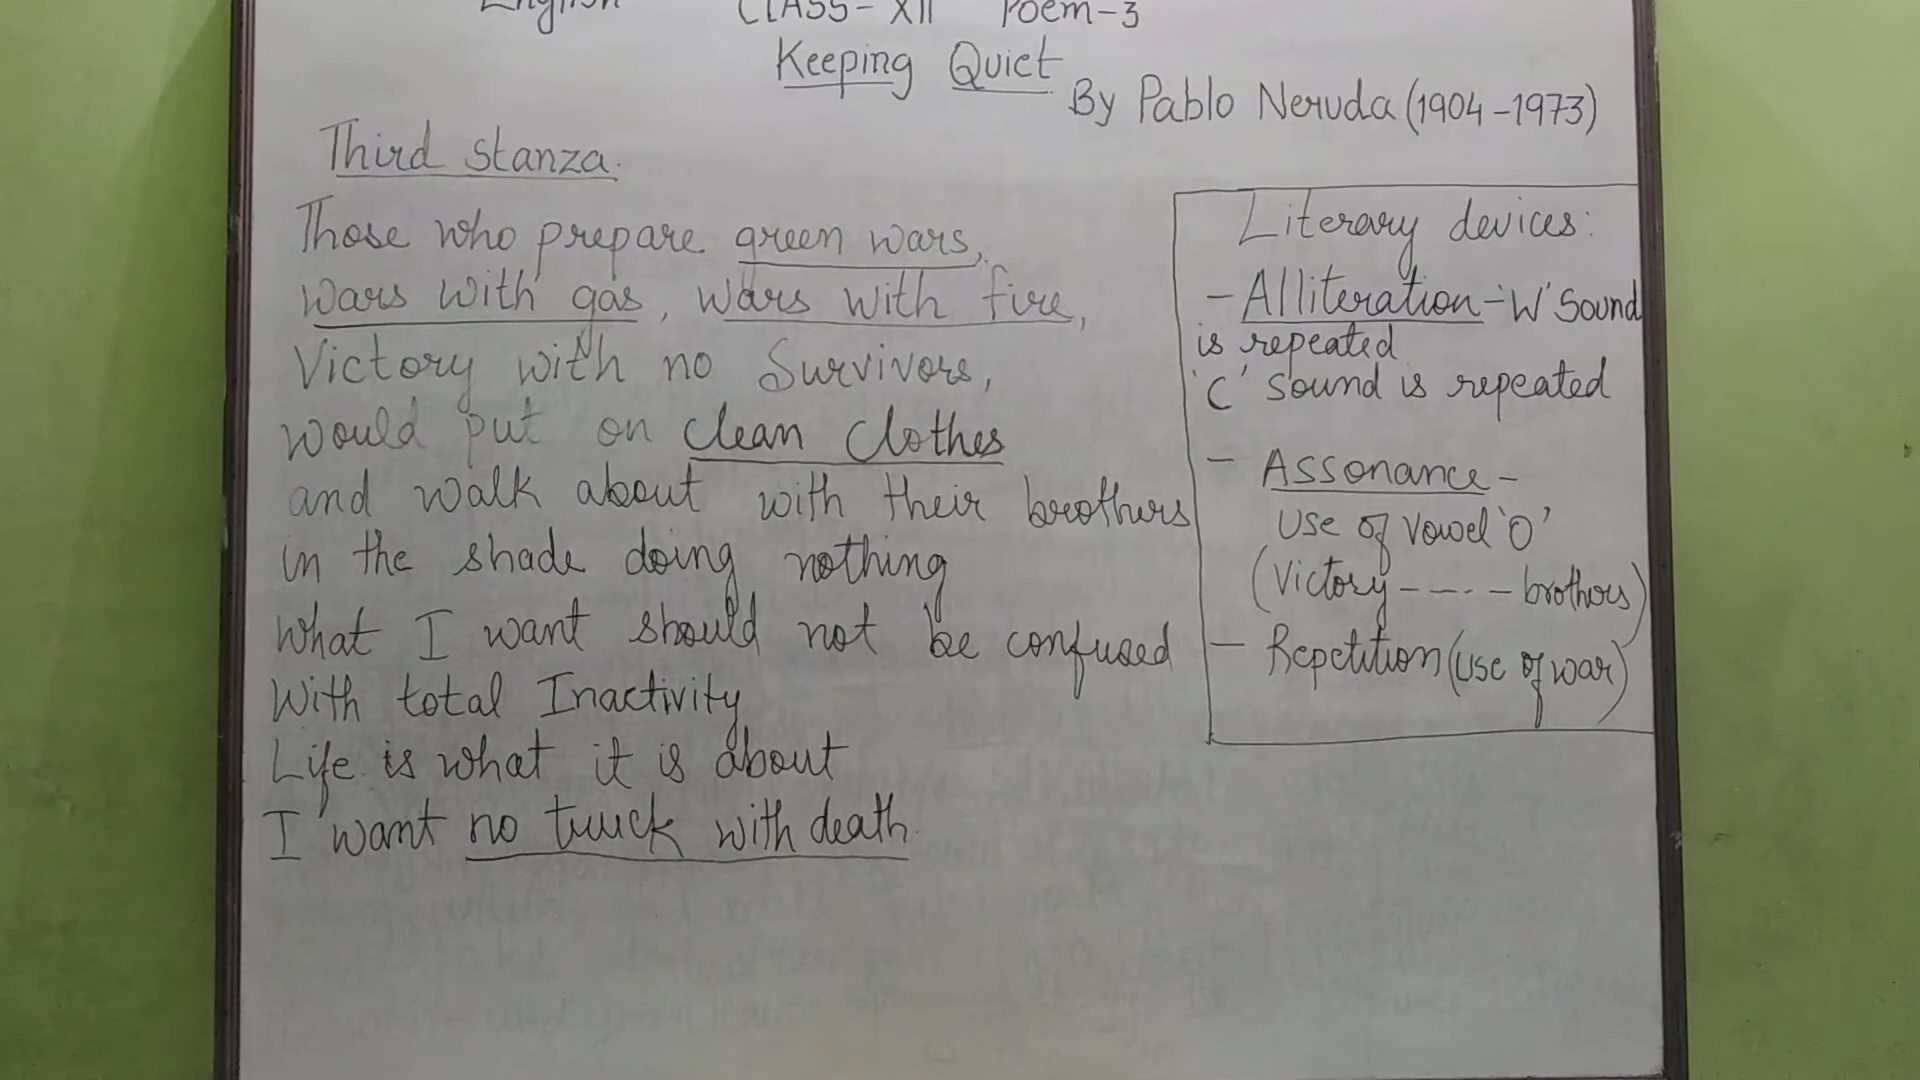 English CLASS- XII Poem-3
Keeping Quiet
By Pablo Neruda (1904-1973)
Third stanza.
Those who prepare green wars,
wars with gas, wars with fire,
Victory with no Survivors,
would put on clean clothes
and walk about with their brothers
in the shade doing nothing
What I want should not be confused
With total Inactivity
Life is what it is about
I want no truck with death.
Literary devices:
- Alliteration - 'W' Sound
is repeated
'C' sound is repeated
- Assonance -
Use of vowel 'O'
(Victory ---- brothers)
- Repetition (Use of war)